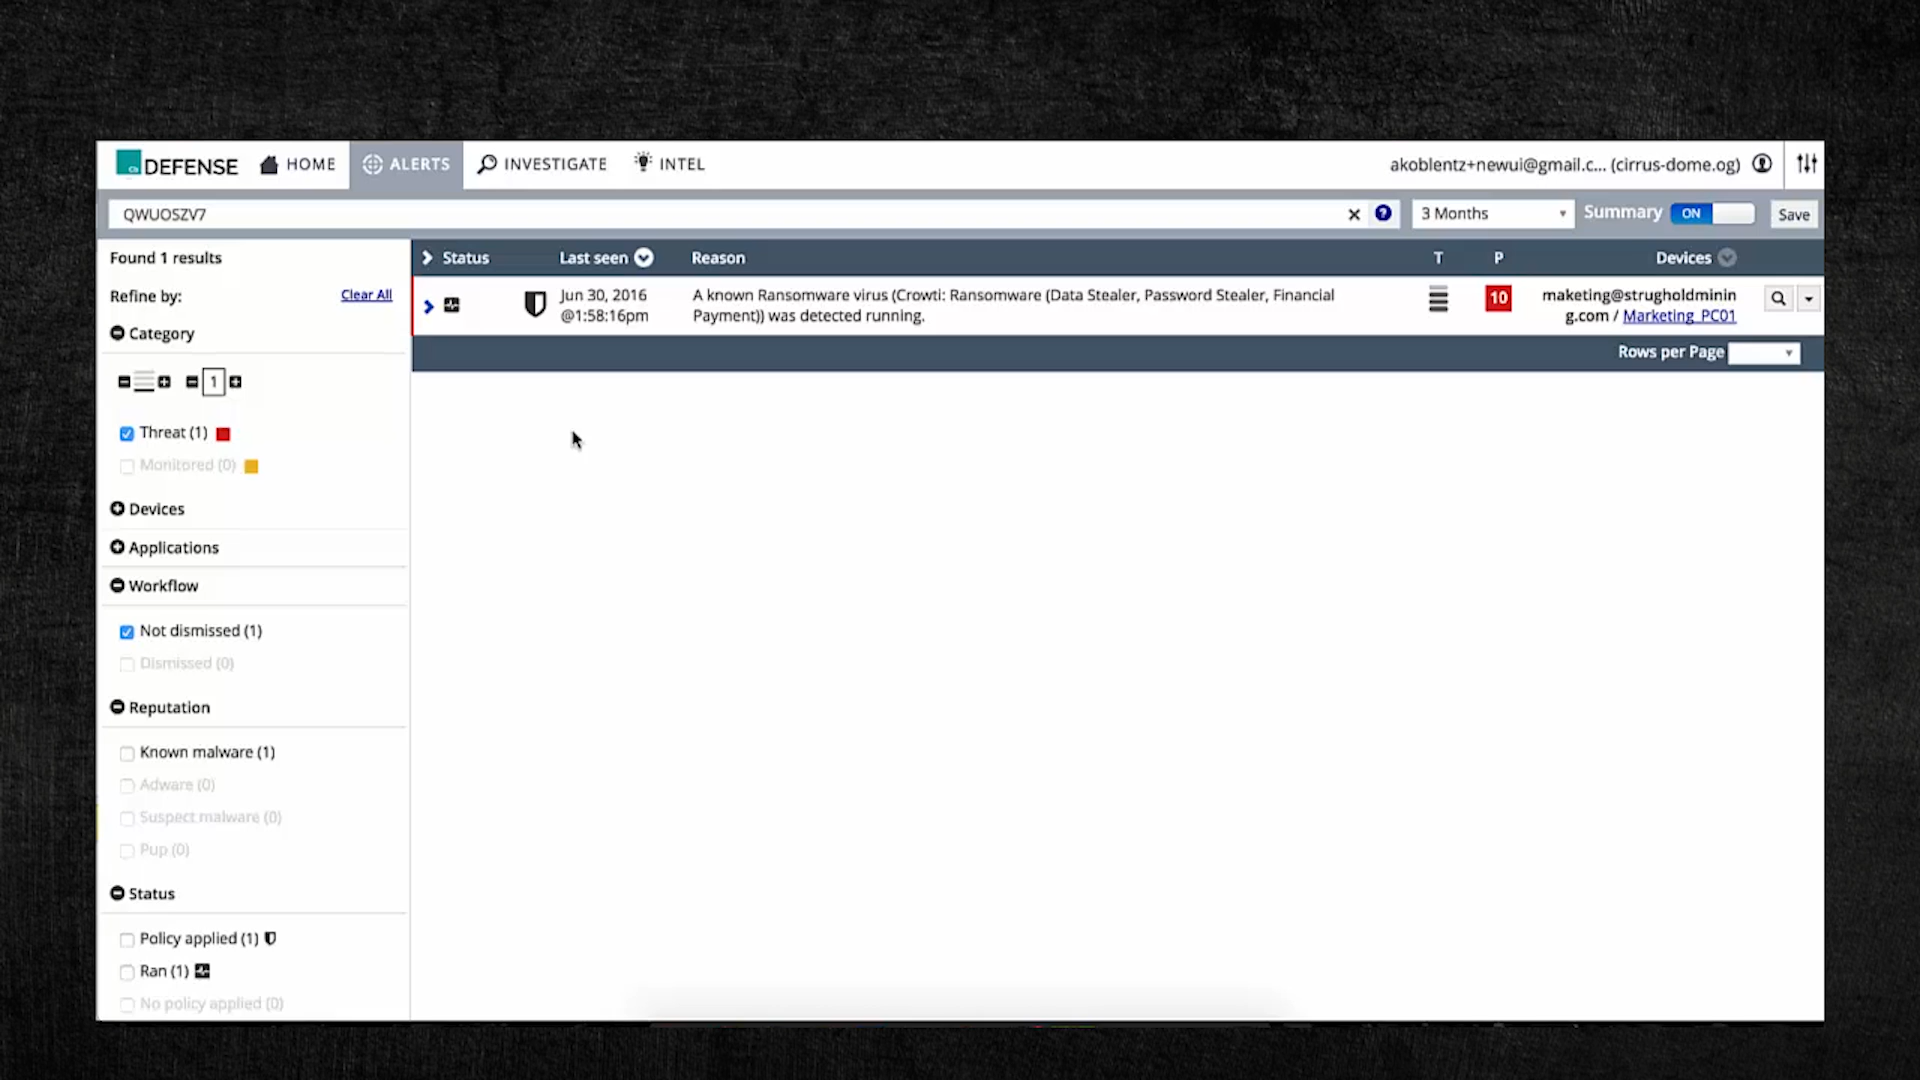 Cb DEFENSE HOME ALERTS INVESTIGATE INTEL akoblentz+newui@gmail.c... (cirrus-dome.og)
QWUOSZV7 3 Months Summary ON Save
Found 1 results
Refine by: Clear All
Category
1
Threat (1)
Monitored (0)
Devices
Applications
Workflow
Not dismissed (1)
Dismissed (0)
Reputation
Known malware (1)
Adware (0)
Suspect malware (0)
Pup (0)
Status
Policy applied (1)
Ran (1)
No policy applied (0)
Status Last seen Reason T P Devices
Jun 30, 2016 A known Ransomware virus (Crowti: Ransomware (Data Stealer, Password Stealer, Financial 10 maketing@strugholdminin
@1:58:16pm Payment)) was detected running. g.com / Marketing_PC01
Rows per Page